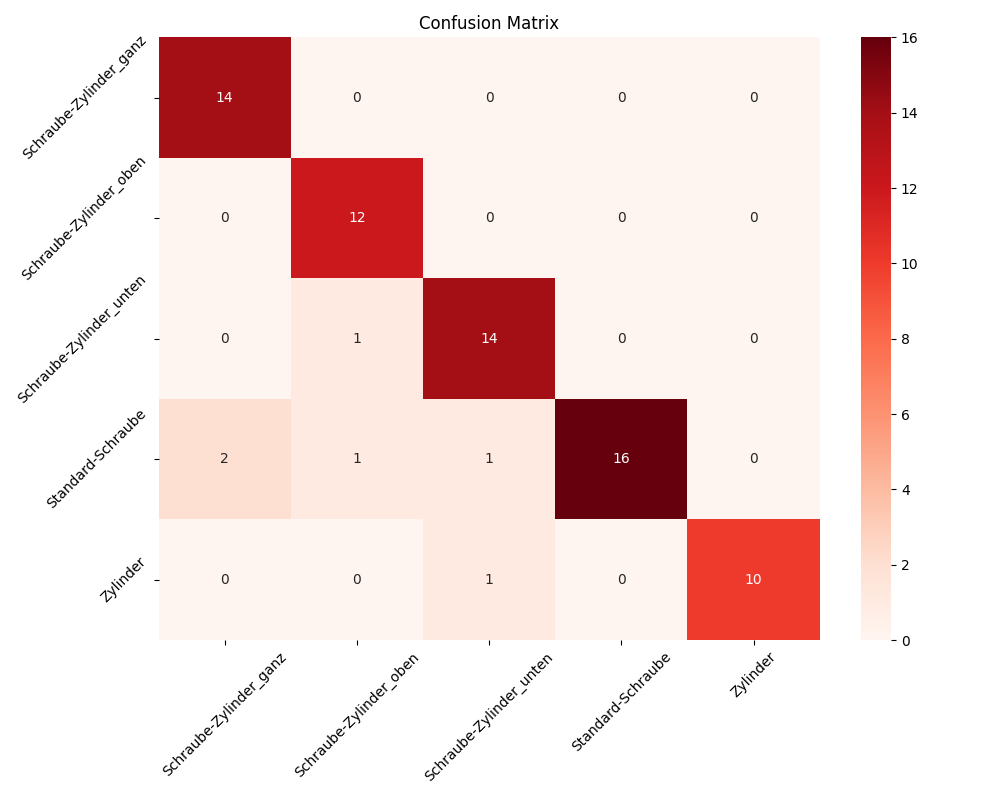 Confusion Matrix
Schraube-Zylinder_ganz
14 0 0 0 0
Schraube-Zylinder_oben
0 12 0 0 0
Schraube-Zylinder_unten
0 1 14 0 0
Standard-Schraube
2 1 1 16 0
Zylinder
0 0 1 0 10
Schraube-Zylinder_ganz
Schraube-Zylinder_oben
Schraube-Zylinder_unten
Standard-Schraube
Zylinder
16
14
12
10
8
6
4
2
0